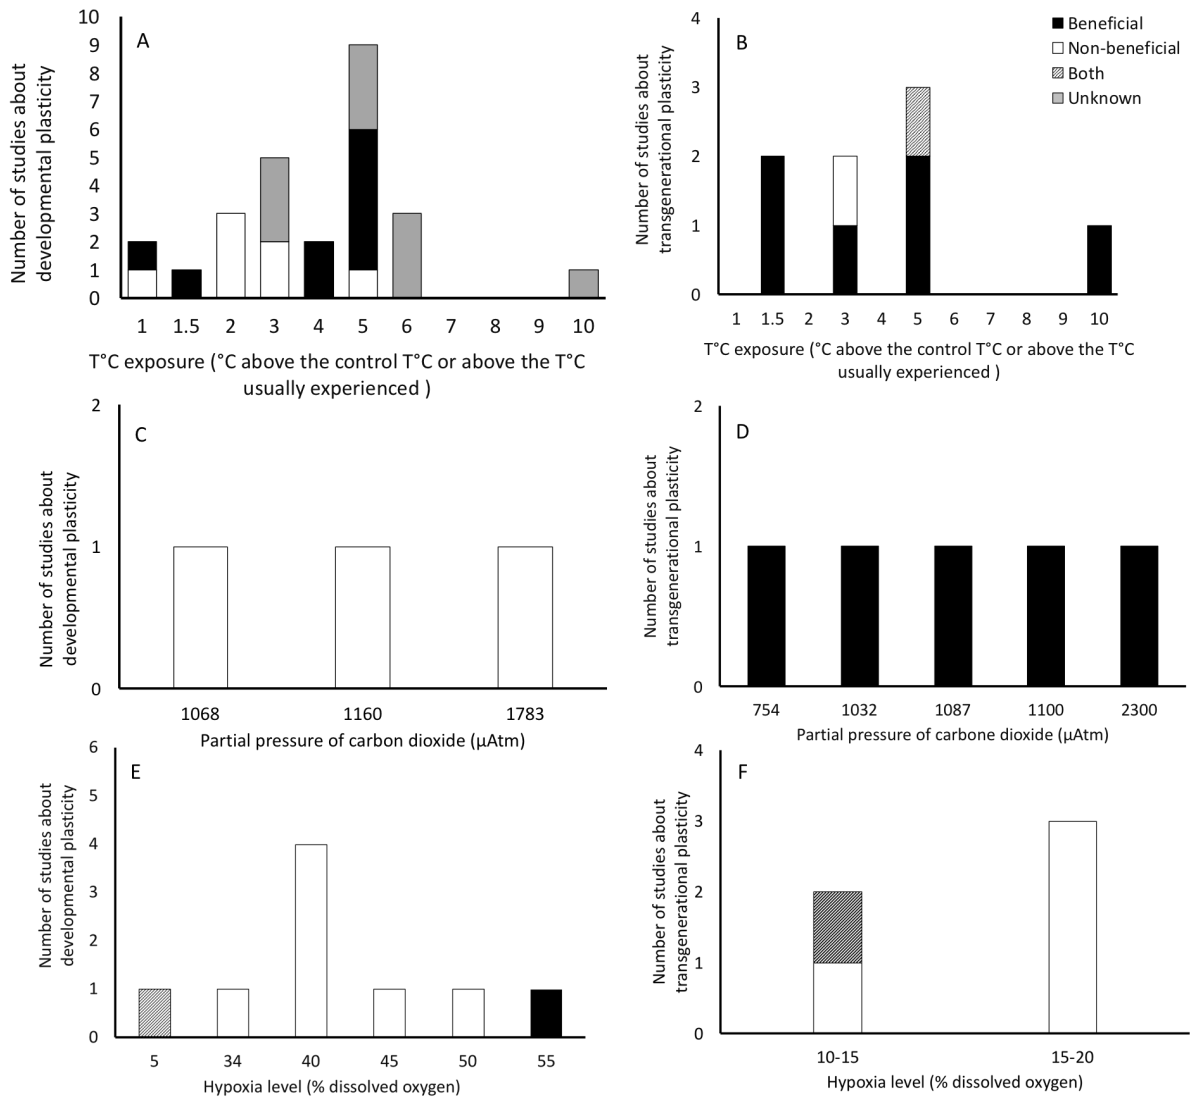 A
Number of studies about
developmental plasticity
10
9
8
7
6
5
4
3
2
1
0
1 1.5 2 3 4 5 6 7 8 9 10
T°C exposure (°C above the control T°C or above the T°C
usually experienced )
B
Number of studies about
transgenerational plasticity
4
3
2
1
0
1 1.5 2 3 4 5 6 7 8 9 10
T°C exposure (°C above the control T°C or above the T°C
usually experienced )
Beneficial
Non-beneficial
Both
Unknown
C
Number of studies about
developmental plasticity
2
1
0
1068 1160 1783
Partial pressure of carbon dioxide (µAtm)
D
Number of studies about
transgenerational plasticity
2
1
0
754 1032 1087 1100 2300
Partial pressure of carbone dioxide (µAtm)
E
Number of studies about
developmental plasticity
6
5
4
3
2
1
0
5 34 40 45 50 55
Hypoxia level (% dissolved oxygen)
F
Number of studies about
transgenerational plasticity
4
3
2
1
0
10-15 15-20
Hypoxia level (% dissolved oxygen)